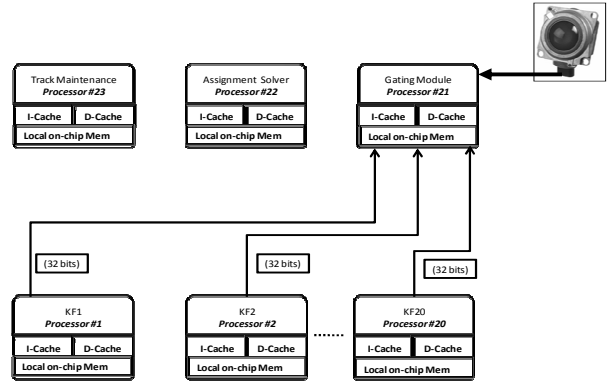 Track Maintenance
Processor #23
I-Cache
D-Cache
Local on-chip Mem
Assignment Solver
Processor #22
I-Cache
D-Cache
Local on-chip Mem
Gating Module
Processor #21
I-Cache
D-Cache
Local on-chip Mem
(32 bits)
(32 bits)
(32 bits)
KF1
Processor #1
I-Cache
D-Cache
Local on-chip Mem
KF2
Processor #2
I-Cache
D-Cache
Local on-chip Mem
........
KF20
Processor #20
I-Cache
D-Cache
Local on-chip Mem